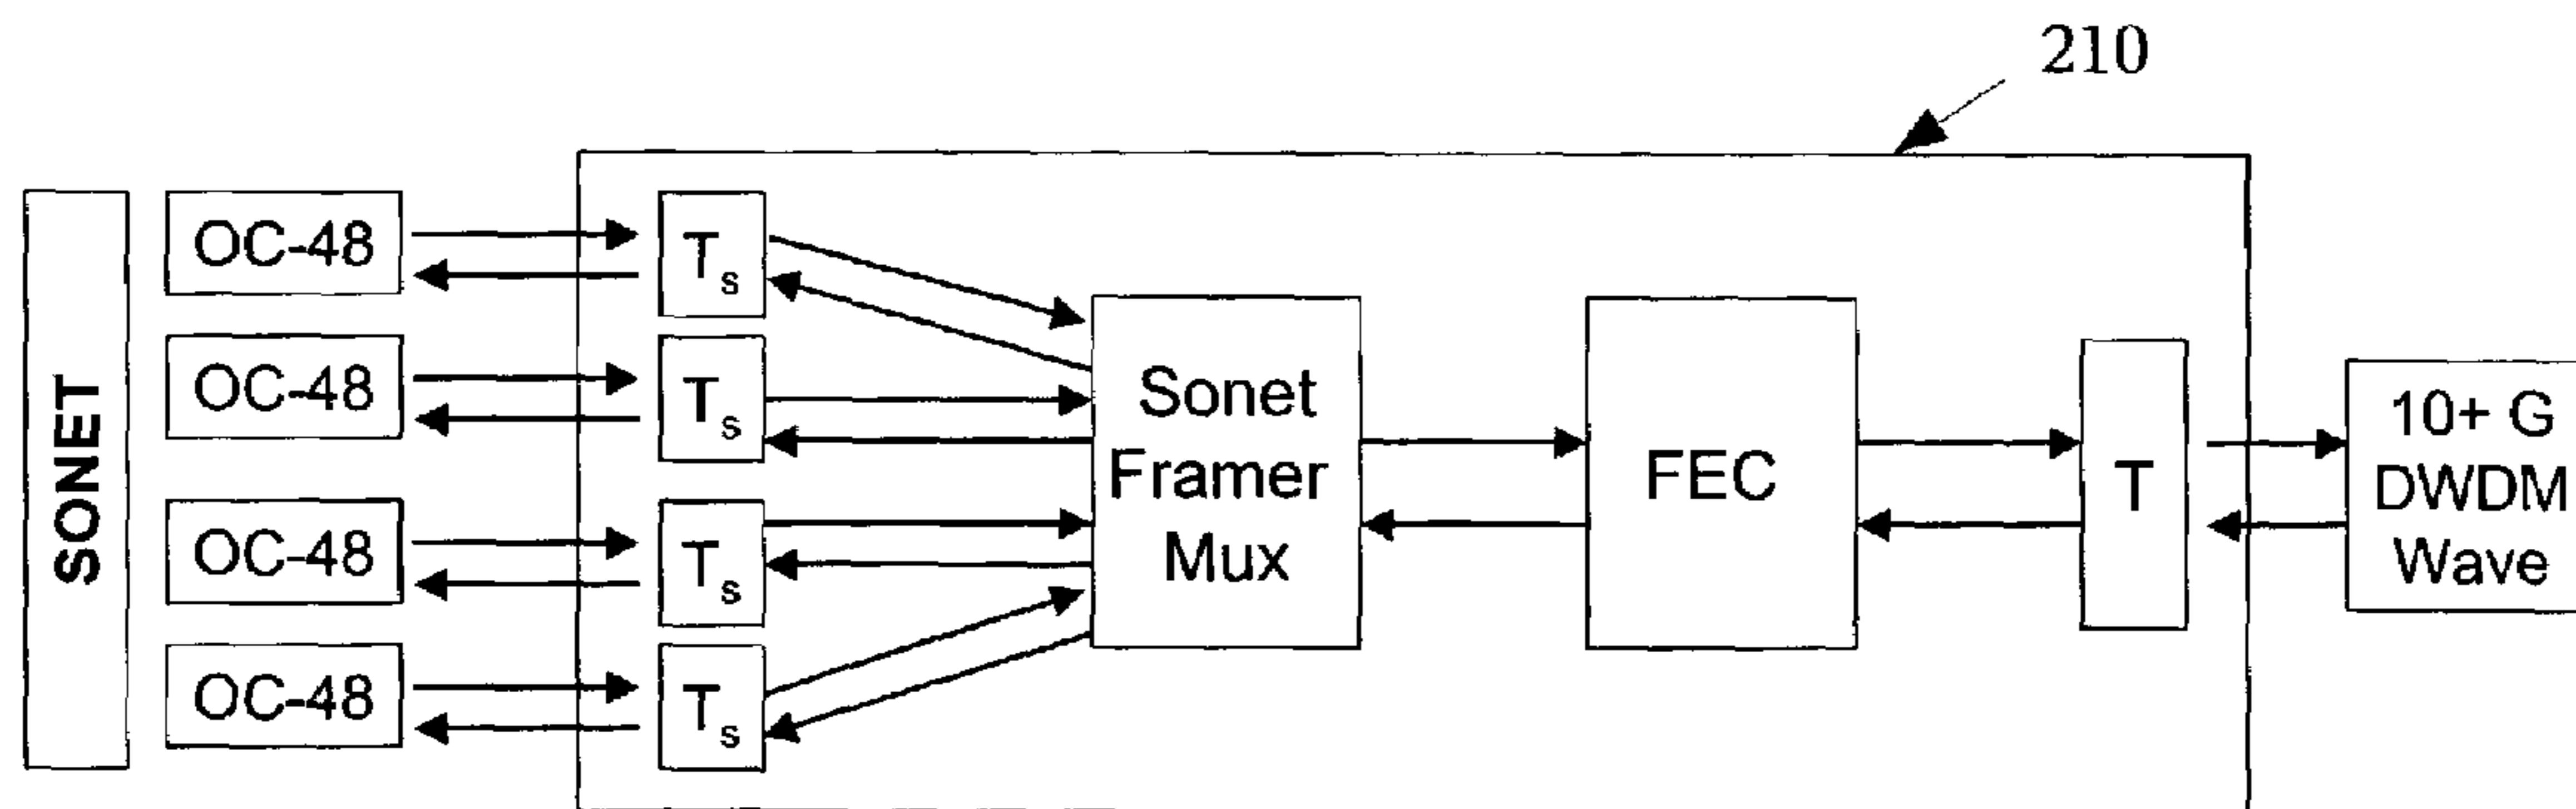 210
SONET
OC-48
OC-48
OC-48
OC-48
Ts
Ts
Ts
Ts
Sonet
Framer
Mux
FEC
T
10+ G
DWDM
Wave